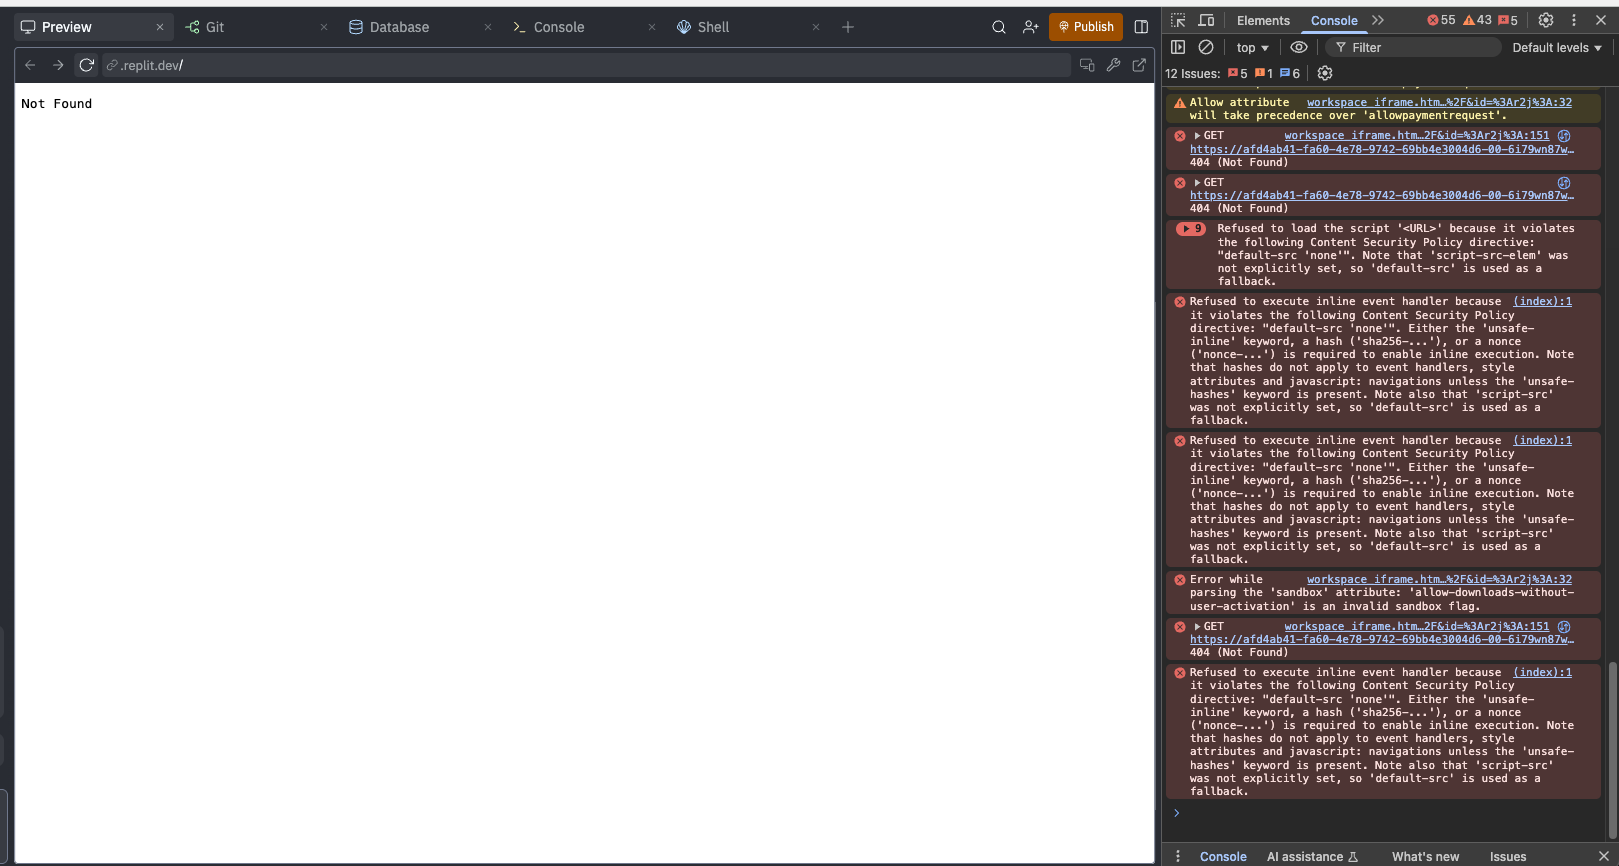 Preview
Git
Database
Console
Shell
Publish
.replit.dev/
Not Found
Elements
Console
55
43
5
top
Filter
Default levels
12 Issues: 5 1 6
Allow attribute workspace_iframe.htm…%2F&id=%3Ar2j%3A:32
will take precedence over 'allowpaymentrequest'.
GET workspace_iframe.htm…2F&id=%3Ar2j%3A:151
https://afd4ab41-fa60-4e78-9742-69bb4e3004d6-00-6i79wn87w…
404 (Not Found)
GET
https://afd4ab41-fa60-4e78-9742-69bb4e3004d6-00-6i79wn87w…
404 (Not Found)
9 Refused to load the script '<URL>' because it violates
the following Content Security Policy directive:
"default-src 'none'". Note that 'script-src-elem' was
not explicitly set, so 'default-src' is used as a
fallback.
Refused to execute inline event handler because (index):1
it violates the following Content Security Policy
directive: "default-src 'none'". Either the 'unsafe-
inline' keyword, a hash ('sha256-...'), or a nonce
('nonce-...') is required to enable inline execution. Note
that hashes do not apply to event handlers, style
attributes and javascript: navigations unless the 'unsafe-
hashes' keyword is present. Note also that 'script-src'
was not explicitly set, so 'default-src' is used as a
fallback.
Refused to execute inline event handler because (index):1
it violates the following Content Security Policy
directive: "default-src 'none'". Either the 'unsafe-
inline' keyword, a hash ('sha256-...'), or a nonce
('nonce-...') is required to enable inline execution. Note
that hashes do not apply to event handlers, style
attributes and javascript: navigations unless the 'unsafe-
hashes' keyword is present. Note also that 'script-src'
was not explicitly set, so 'default-src' is used as a
fallback.
Error while workspace_iframe.htm…%2F&id=%3Ar2j%3A:32
parsing the 'sandbox' attribute: 'allow-downloads-without-
user-activation' is an invalid sandbox flag.
GET workspace_iframe.htm…2F&id=%3Ar2j%3A:151
https://afd4ab41-fa60-4e78-9742-69bb4e3004d6-00-6i79wn87w…
404 (Not Found)
Refused to execute inline event handler because (index):1
it violates the following Content Security Policy
directive: "default-src 'none'". Either the 'unsafe-
inline' keyword, a hash ('sha256-...'), or a nonce
('nonce-...') is required to enable inline execution. Note
that hashes do not apply to event handlers, style
attributes and javascript: navigations unless the 'unsafe-
hashes' keyword is present. Note also that 'script-src'
was not explicitly set, so 'default-src' is used as a
fallback.
Console
AI assistance
What's new
Issues